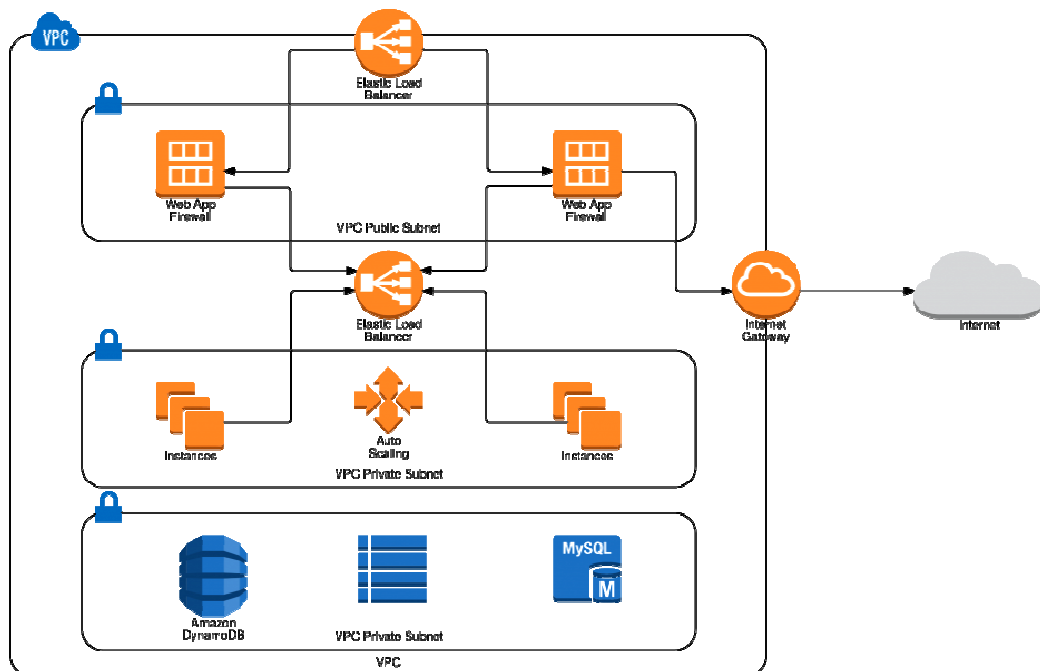 VPC
Elastic Load
Balancer
Web App
Firewall
Web App
Firewall
VPC Public Subnet
Elastic Load
Balancer
Internet
Gateway
Internet
Instances
Auto
Scaling
Instances
VPC Private Subnet
MySQL
M
Amazon
DynamoDB
VPC Private Subnet
VPC